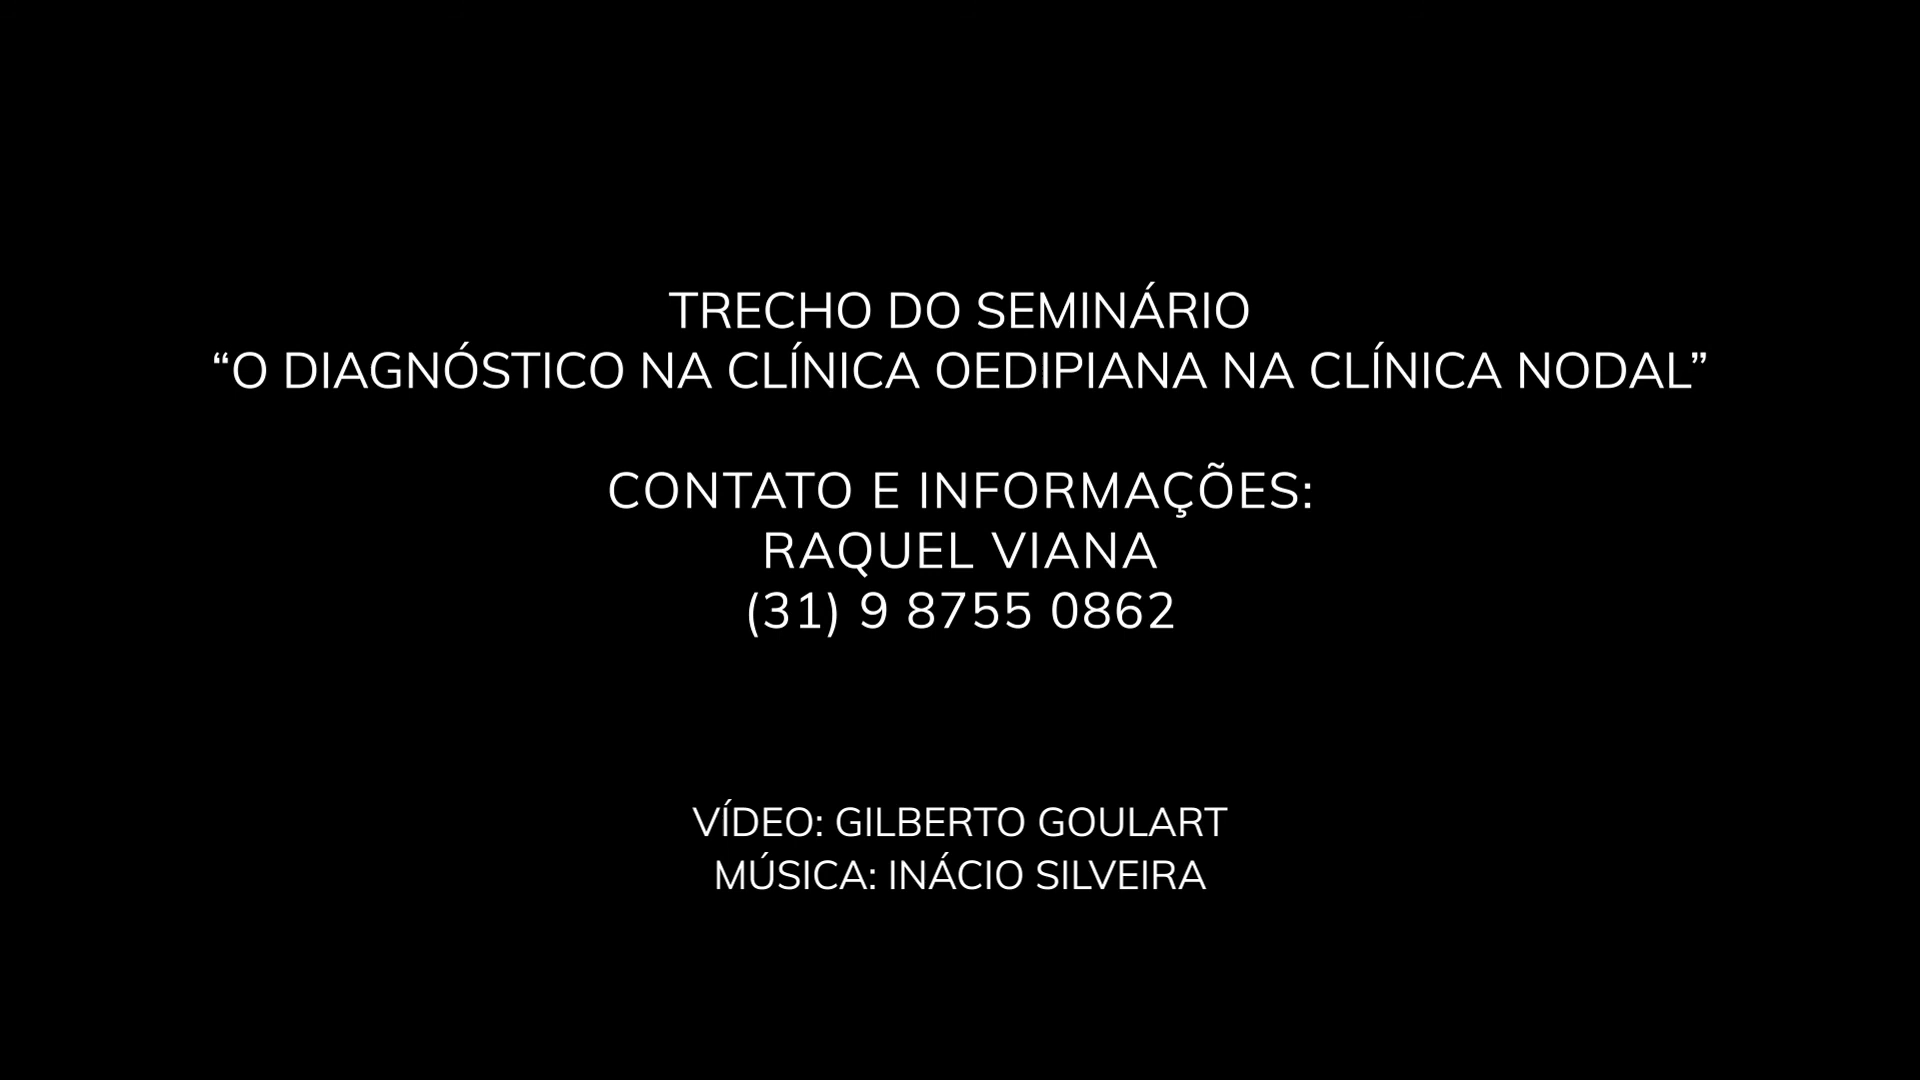 TRECHO DO SEMINÁRIO
“O DIAGNÓSTICO NA CLÍNICA OEDIPIANA NA CLÍNICA NODAL”
CONTATO E INFORMAÇÕES:
RAQUEL VIANA
(31) 9 8755 0862
VÍDEO: GILBERTO GOULART
MÚSICA: INÁCIO SILVEIRA